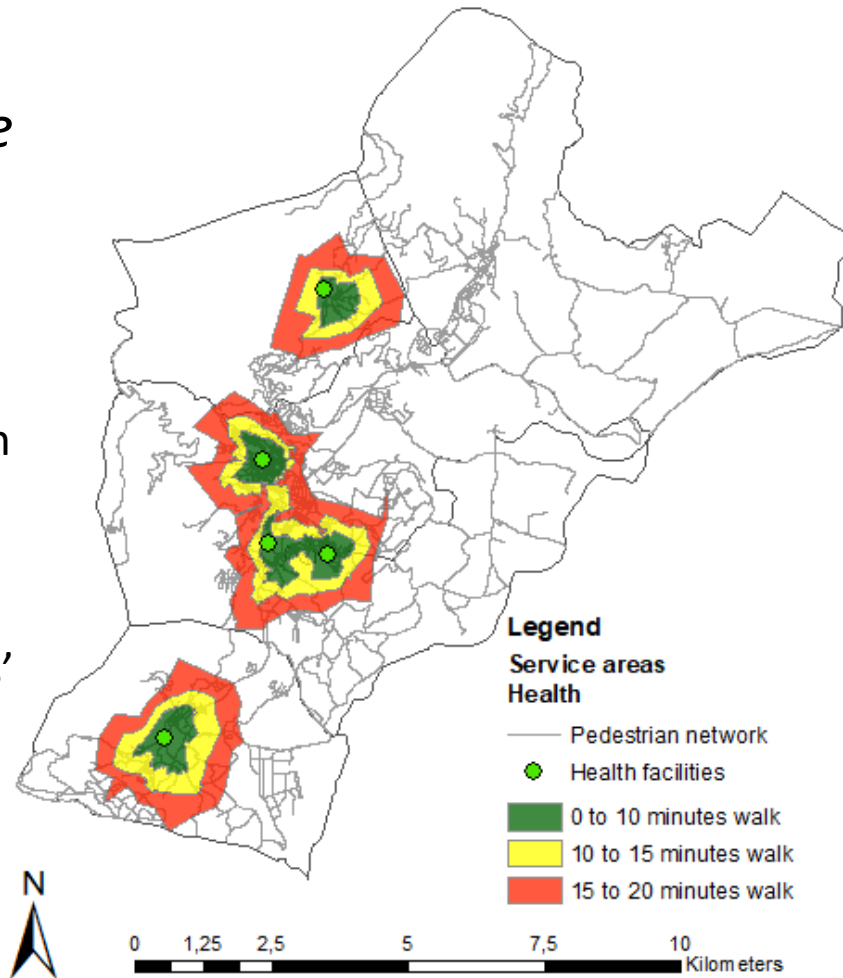 e
n
,
Legend
Service areas
Health
Pedestrian network
Health facilities
0 to 10 minutes walk
10 to 15 minutes walk
15 to 20 minutes walk
N
0 1,25 2,5 5 7,5 10
Kilometers